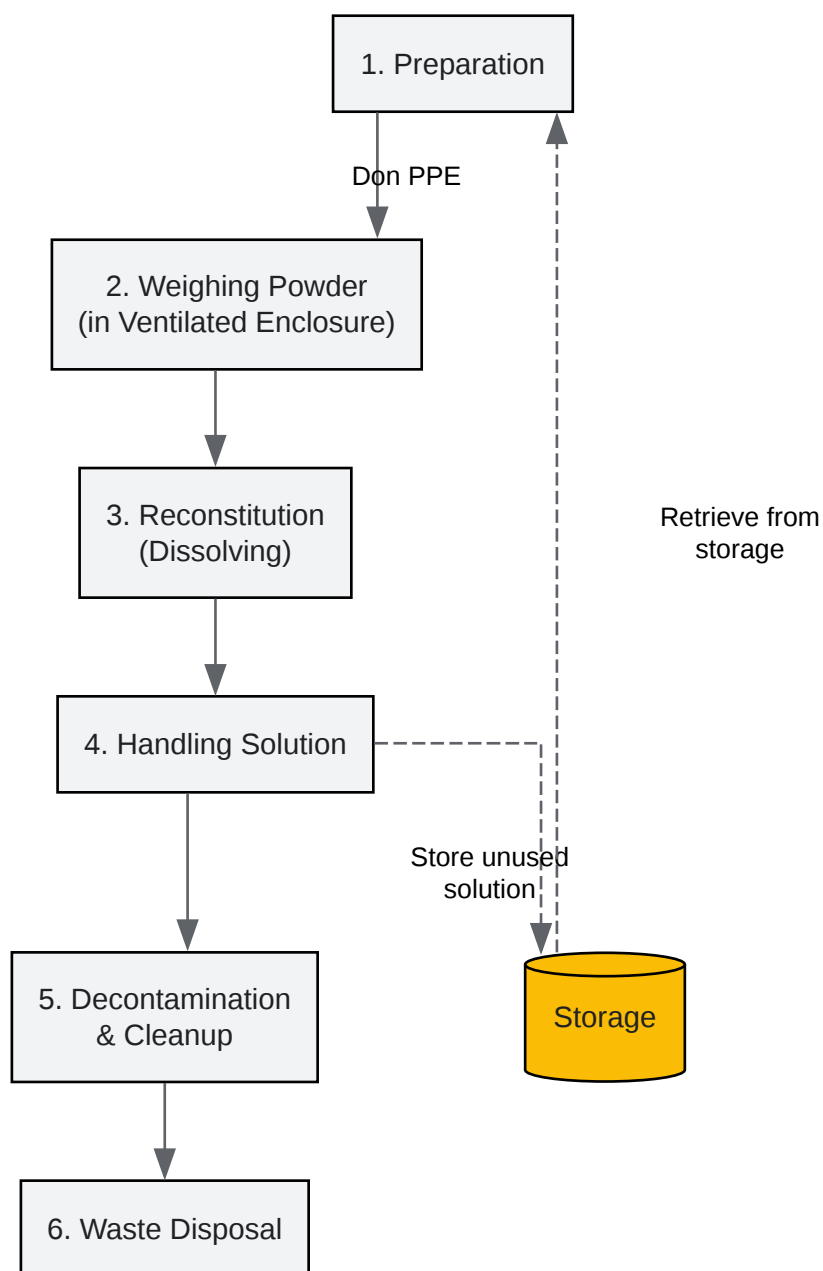 1. Preparation
Don PPE
2. Weighing Powder
(in Ventilated Enclosure)
3. Reconstitution
(Dissolving)
Retrieve from
storage
4. Handling Solution
Store unused
solution
5. Decontamination
& Cleanup
Storage
6. Waste Disposal